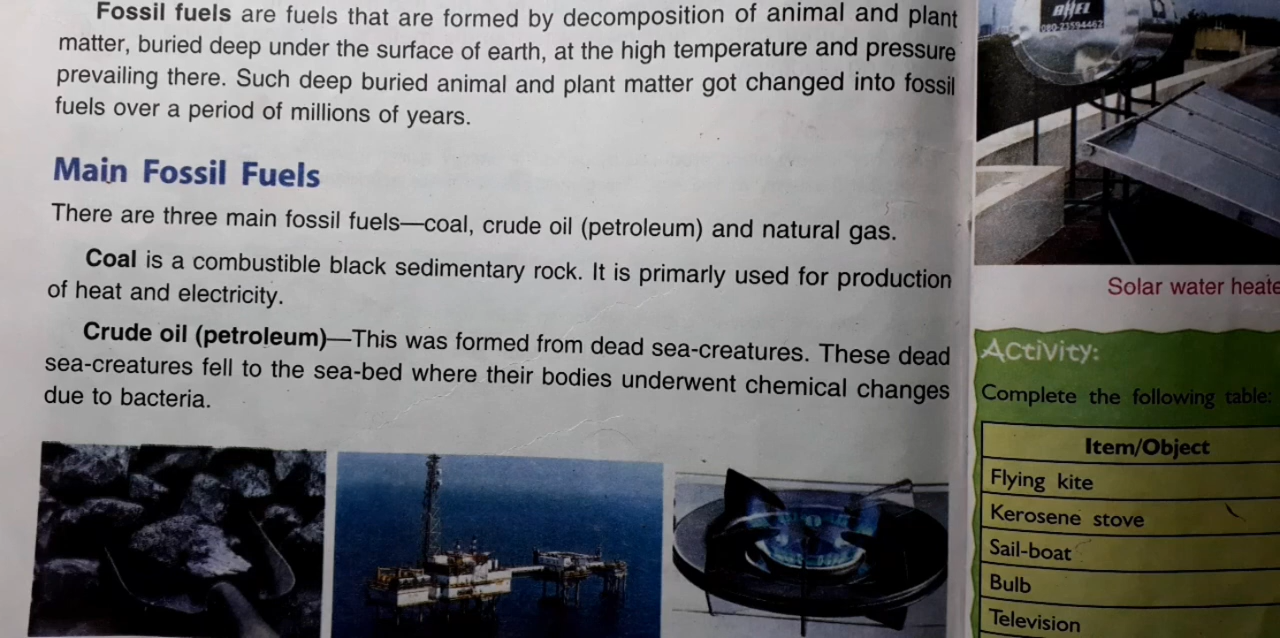 Fossil fuels are fuels that are formed by decomposition of animal and plant
matter, buried deep under the surface of earth, at the high temperature and pressure
prevailing there. Such deep buried animal and plant matter got changed into fossil
fuels over a period of millions of years.
Main Fossil Fuels
There are three main fossil fuels—coal, crude oil (petroleum) and natural gas.
Coal is a combustible black sedimentary rock. It is primarly used for production
of heat and electricity.
Crude oil (petroleum)—This was formed from dead sea-creatures. These dead
sea-creatures fell to the sea-bed where their bodies underwent chemical changes
due to bacteria.
BHEL
080-23594462
Solar water heate
Activity:
Complete the following table:
Item/Object
Flying kite
Kerosene stove
Sail-boat
Bulb
Television